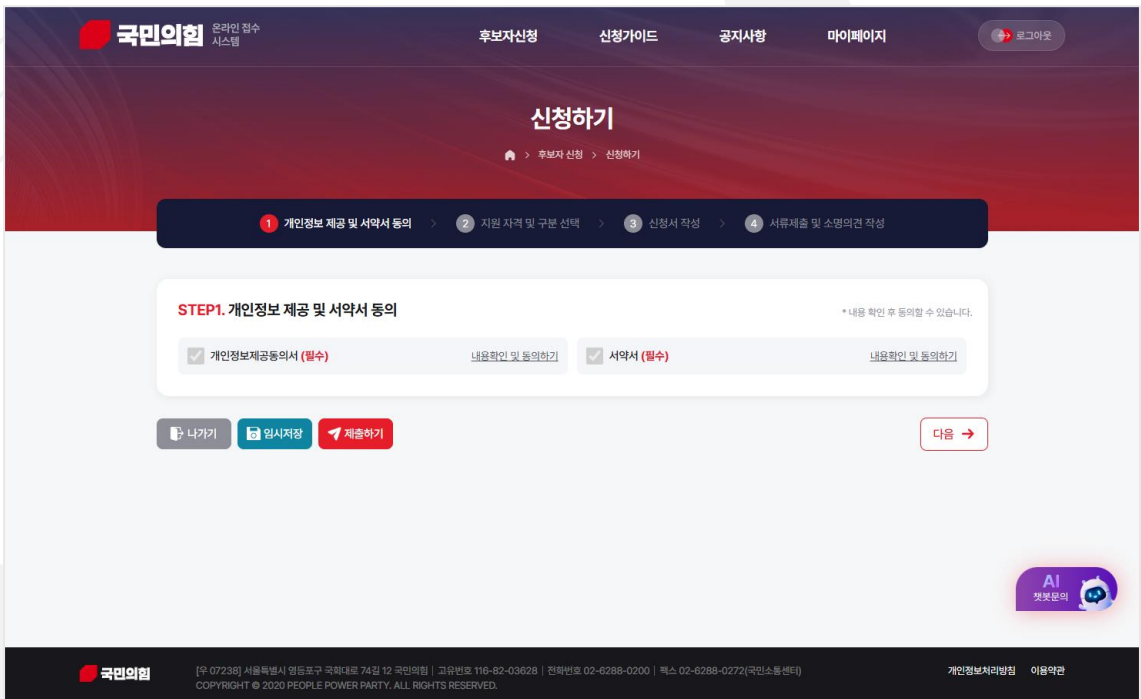 국민의힘 온라인 접수 시스템
후보자신청 신청가이드 공지사항 마이페이지 로그아웃
신청하기
> 후보자 신청 > 신청하기
1 개인정보 제공 및 서약서 동의 > 2 지원 자격 및 구분 선택 > 3 신청서 작성 > 4 서류제출 및 소명의견 작성
STEP1. 개인정보 제공 및 서약서 동의
* 내용 확인 후 동의할 수 있습니다.
개인정보제공동의서 (필수) 내용확인 및 동의하기 서약서 (필수) 내용확인 및 동의하기
나가기 임시저장 제출하기 다음 →
AI
챗봇문의
국민의힘 [우 07238] 서울특별시 영등포구 국회대로 74길 12 국민의힘 | 고유번호 116-82-03628 | 전화번호 02-6288-0200 | 팩스 02-6288-0272(국민소통센터) 개인정보처리방침 이용약관
COPYRIGHT © 2020 PEOPLE POWER PARTY. ALL RIGHTS RESERVED.